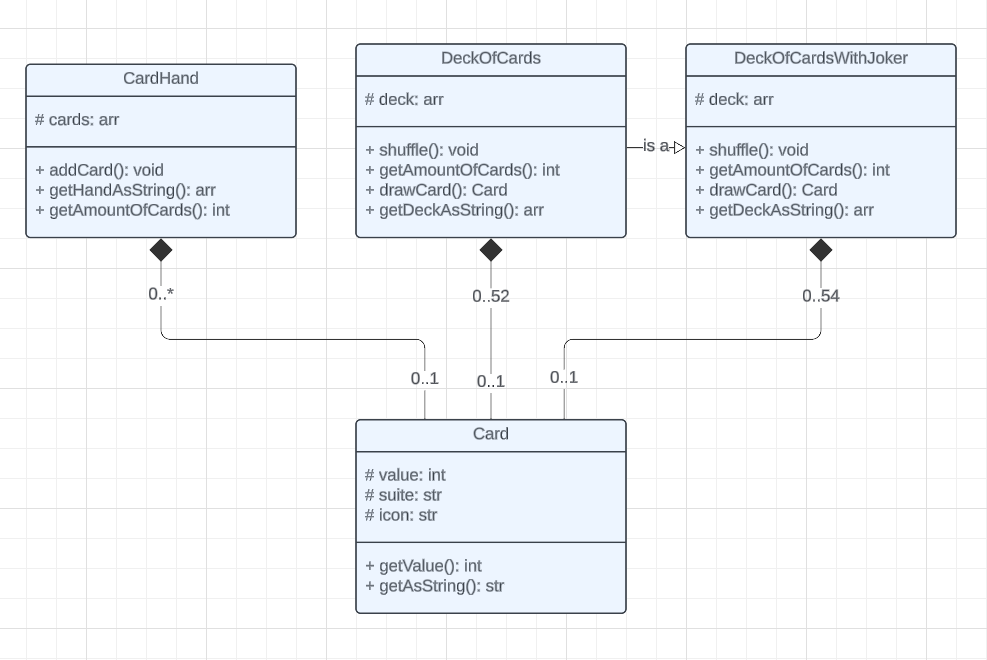 CardHand
# cards: arr
+ addCard(): void
+ getHandAsString(): arr
+ getAmountOfCards(): int
DeckOfCards
# deck: arr
+ shuffle(): void
+ getAmountOfCards(): int
+ drawCard(): Card
+ getDeckAsString(): arr
is a
DeckOfCardsWithJoker
# deck: arr
+ shuffle(): void
+ getAmountOfCards(): int
+ drawCard(): Card
+ getDeckAsString(): arr
0..*
0..52
0..54
0..1
0..1
0..1
Card
# value: int
# suite: str
# icon: str
+ getValue(): int
+ getAsString(): str